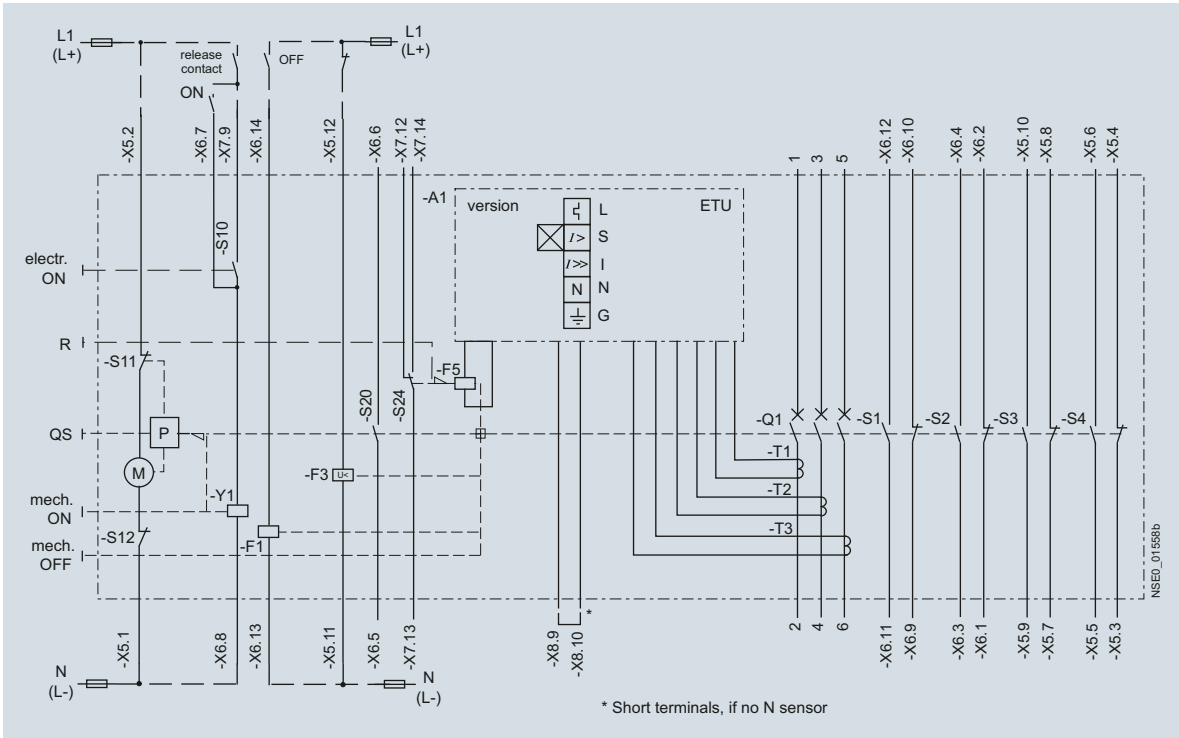 L1
(L+)
release
contact
OFF
L1
(L+)
ON
-X5.2
-X6.7
-X7.9
-X6.14
-X5.12
-X6.6
-X7.12
-X7.14
1
3
5
-X6.12
-X6.10
-X6.4
-X6.2
-X5.10
-X5.8
-X5.6
-X5.4
-A1
version
ETU
L
I> S
I>> I
N N
G
-S10
electr.
ON
R
-S11
-F5
-S20
-S24
QS
P
-Q1
-S1
-S2
-S3
-S4
M
-F3
U<
-T1
-T2
-T3
mech.
ON
-Y1
-S12
-F1
mech.
OFF
NSE0_01558b
*
-X5.1
-X6.8
-X6.13
-X5.11
-X6.5
-X7.13
-X8.9
-X8.10
2
4
6
-X6.11
-X6.9
-X6.3
-X6.1
-X5.9
-X5.7
-X5.5
-X5.3
N
(L-)
N
(L-)
* Short terminals, if no N sensor